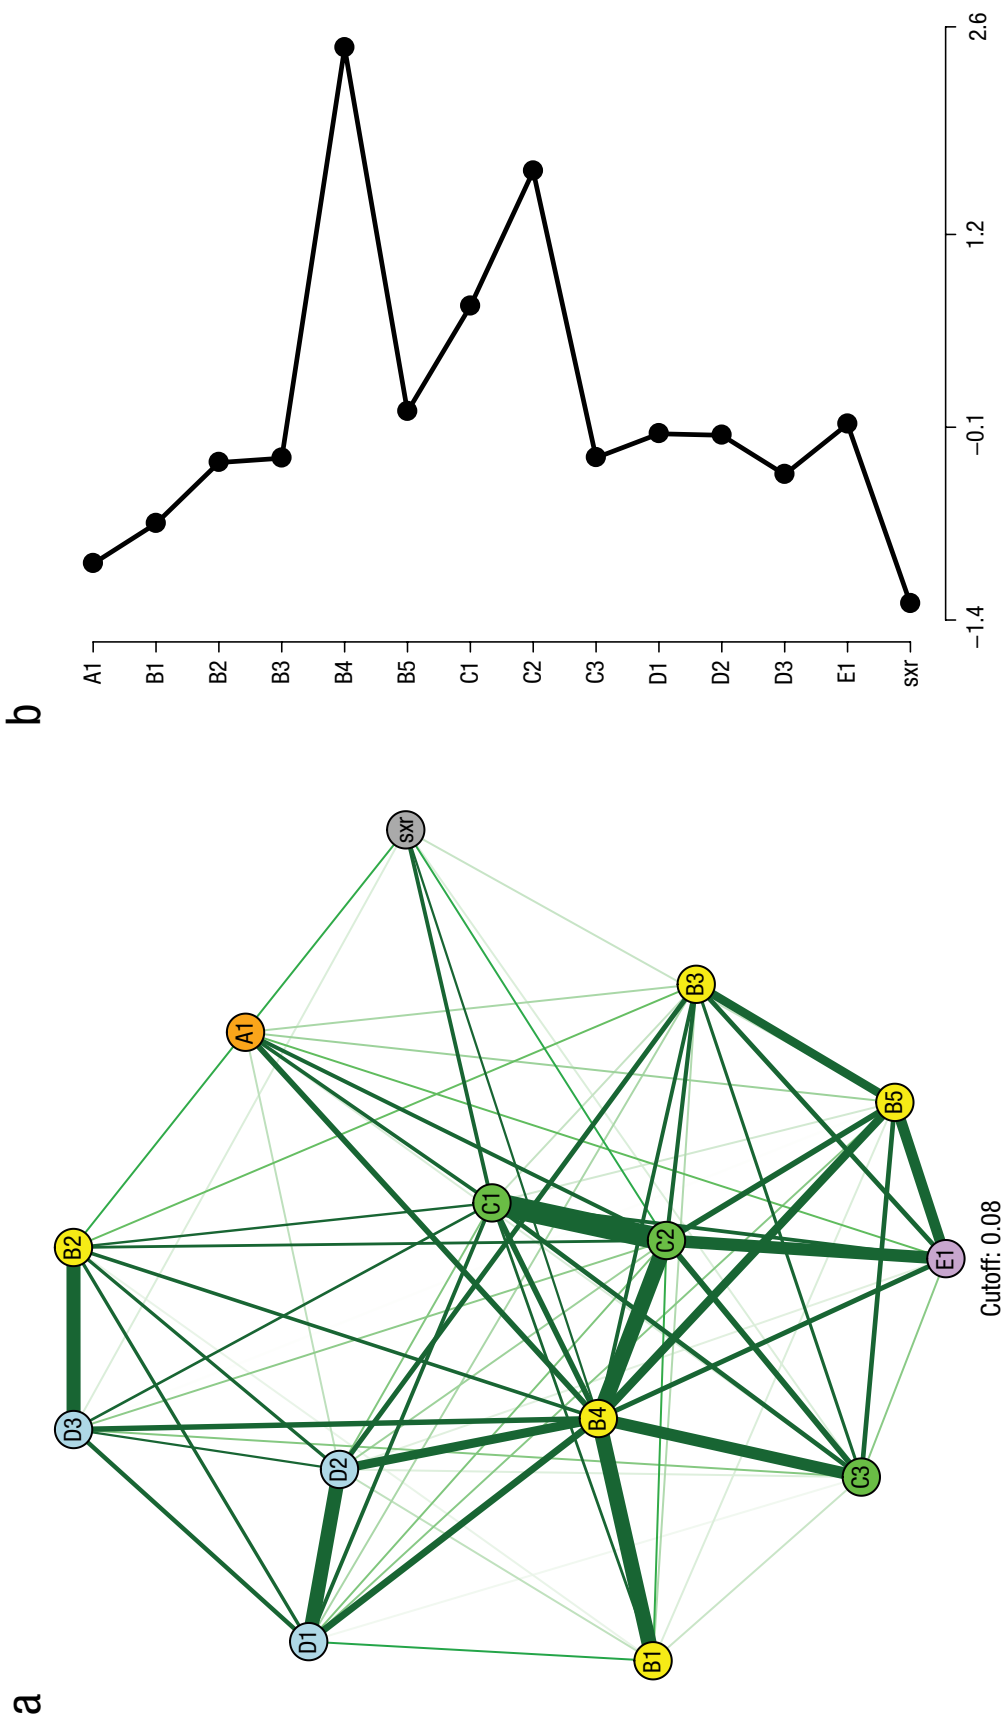 a
D1
D3
D2
B2
A1
sxr
C1
C2
B4
B1
B3
B5
C3
E1
Cutoff: 0.08
b
2.6
1.2
−0.1
−1.4
A1
B1
B2
B3
B4
B5
C1
C2
C3
D1
D2
D3
E1
sxr